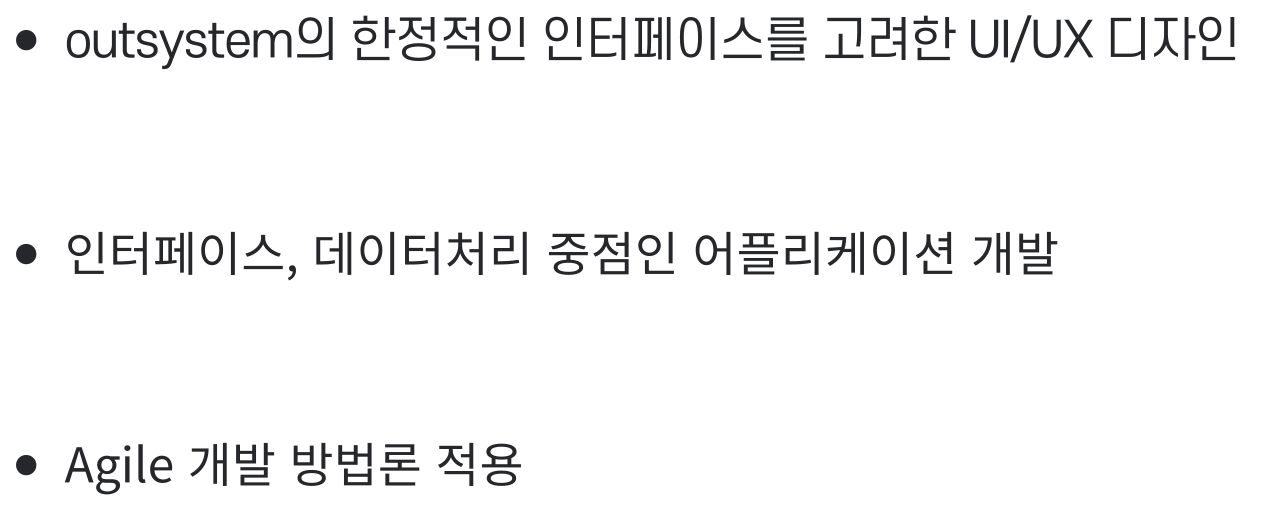 • outsystem의 한정적인 인터페이스를 고려한 UI/UX 디자인
• 인터페이스, 데이터처리 중점인 어플리케이션 개발
• Agile 개발 방법론 적용